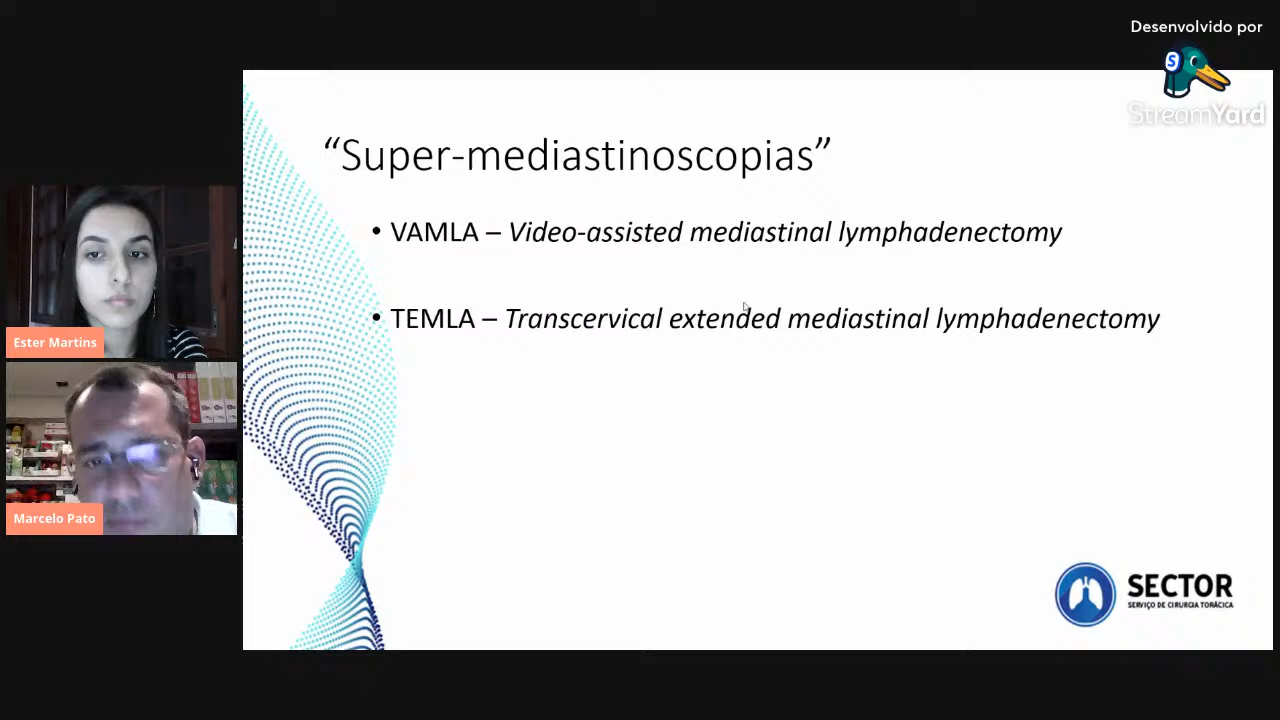 Desenvolvido por
StreamYard
“Super-mediastinoscopias”
• VAMLA – Video-assisted mediastinal lymphadenectomy
• TEMLA – Transcervical extended mediastinal lymphadenectomy
Ester Martins
Marcelo Pato
SECTOR
SERVIÇO DE CIRURGIA TORÁCICA